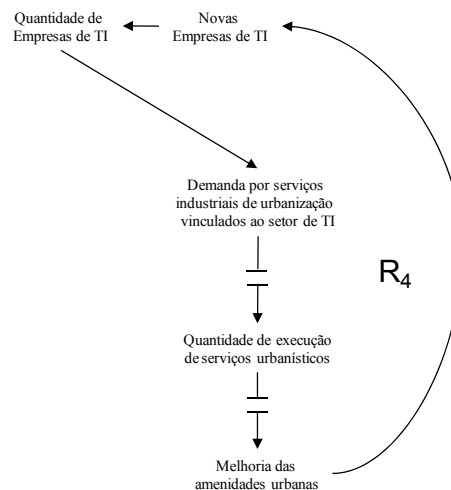 Quantidade de
Empresas de TI
Novas
Empresas de TI
Demanda por serviços
industriais de urbanização
vinculados ao setor de TI
R4
Quantidade de execução
de serviços urbanísticos
Melhoria das
amenidades urbanas